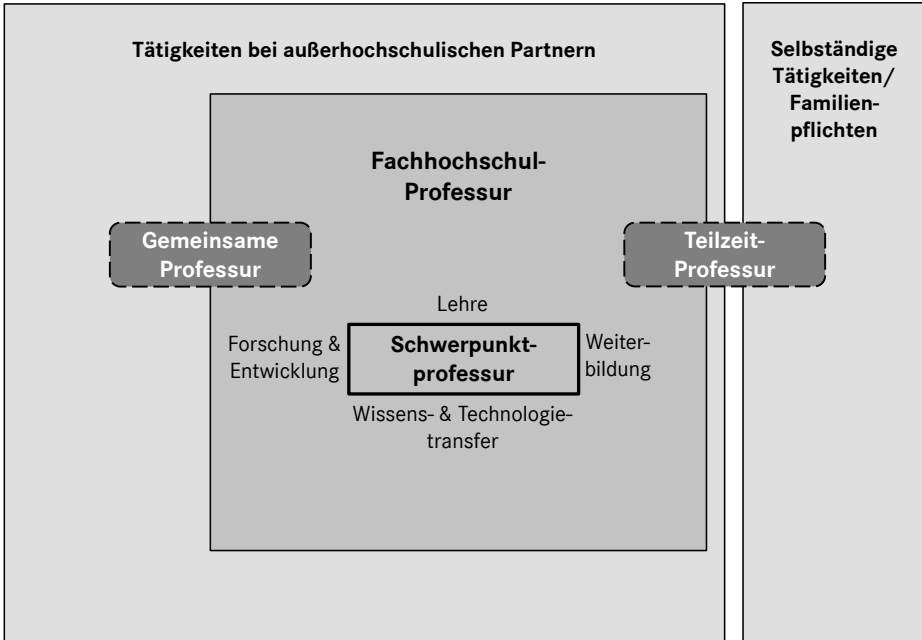 Tätigkeiten bei außerhochschulischen Partnern
Selbständige
Tätigkeiten/
Familien-
pflichten
Fachhochschul-
Professur
Gemeinsame
Professur
Teilzeit-
Professur
Lehre
Forschung &
Entwicklung
Schwerpunkt-
professur
Weiter-
bildung
Wissens- & Technologie-
transfer